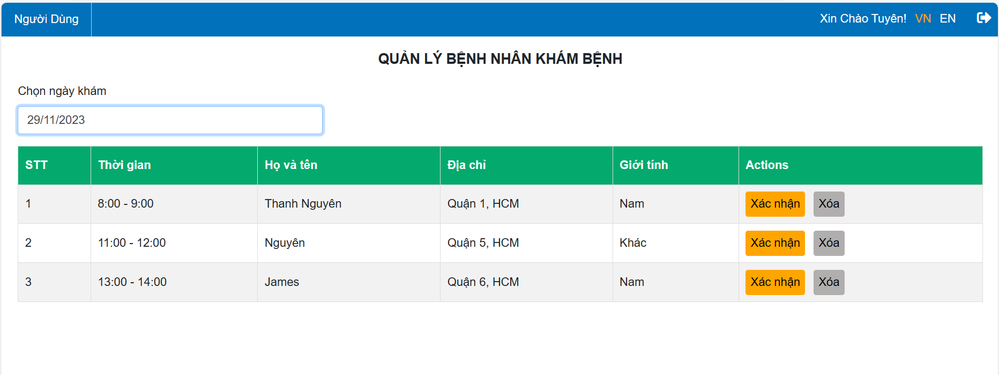 Người Dùng Xin Chào Tuyên! VN EN
QUẢN LÝ BỆNH NHÂN KHÁM BỆNH
Chọn ngày khám
29/11/2023
STT Thời gian Họ và tên Địa chỉ Giới tính Actions
1 8:00 - 9:00 Thanh Nguyên Quận 1, HCM Nam Xác nhận Xóa
2 11:00 - 12:00 Nguyên Quận 5, HCM Khác Xác nhận Xóa
3 13:00 - 14:00 James Quận 6, HCM Nam Xác nhận Xóa